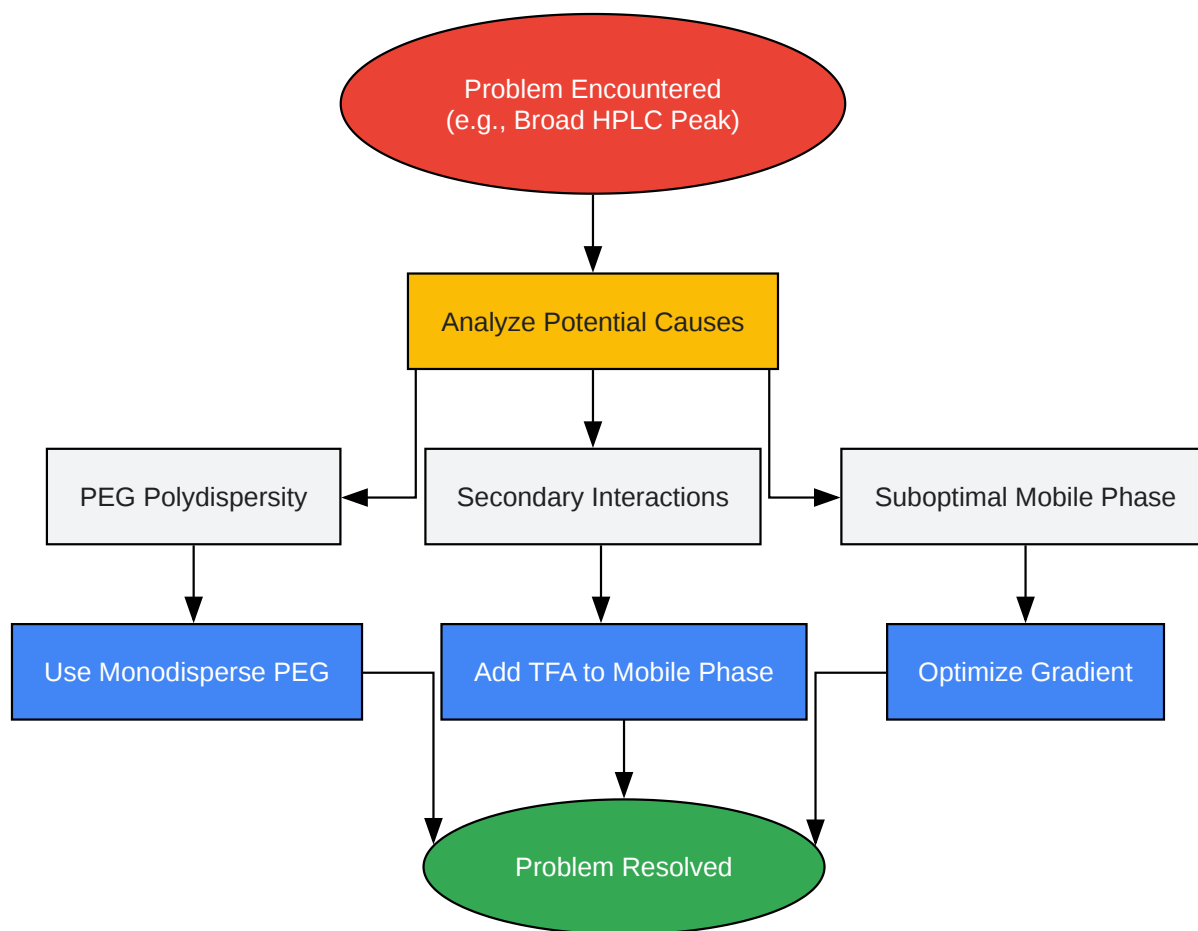 Problem Encountered
(e.g., Broad HPLC Peak)
Analyze Potential Causes
PEG Polydispersity
Secondary Interactions
Suboptimal Mobile Phase
Use Monodisperse PEG
Add TFA to Mobile Phase
Optimize Gradient
Problem Resolved